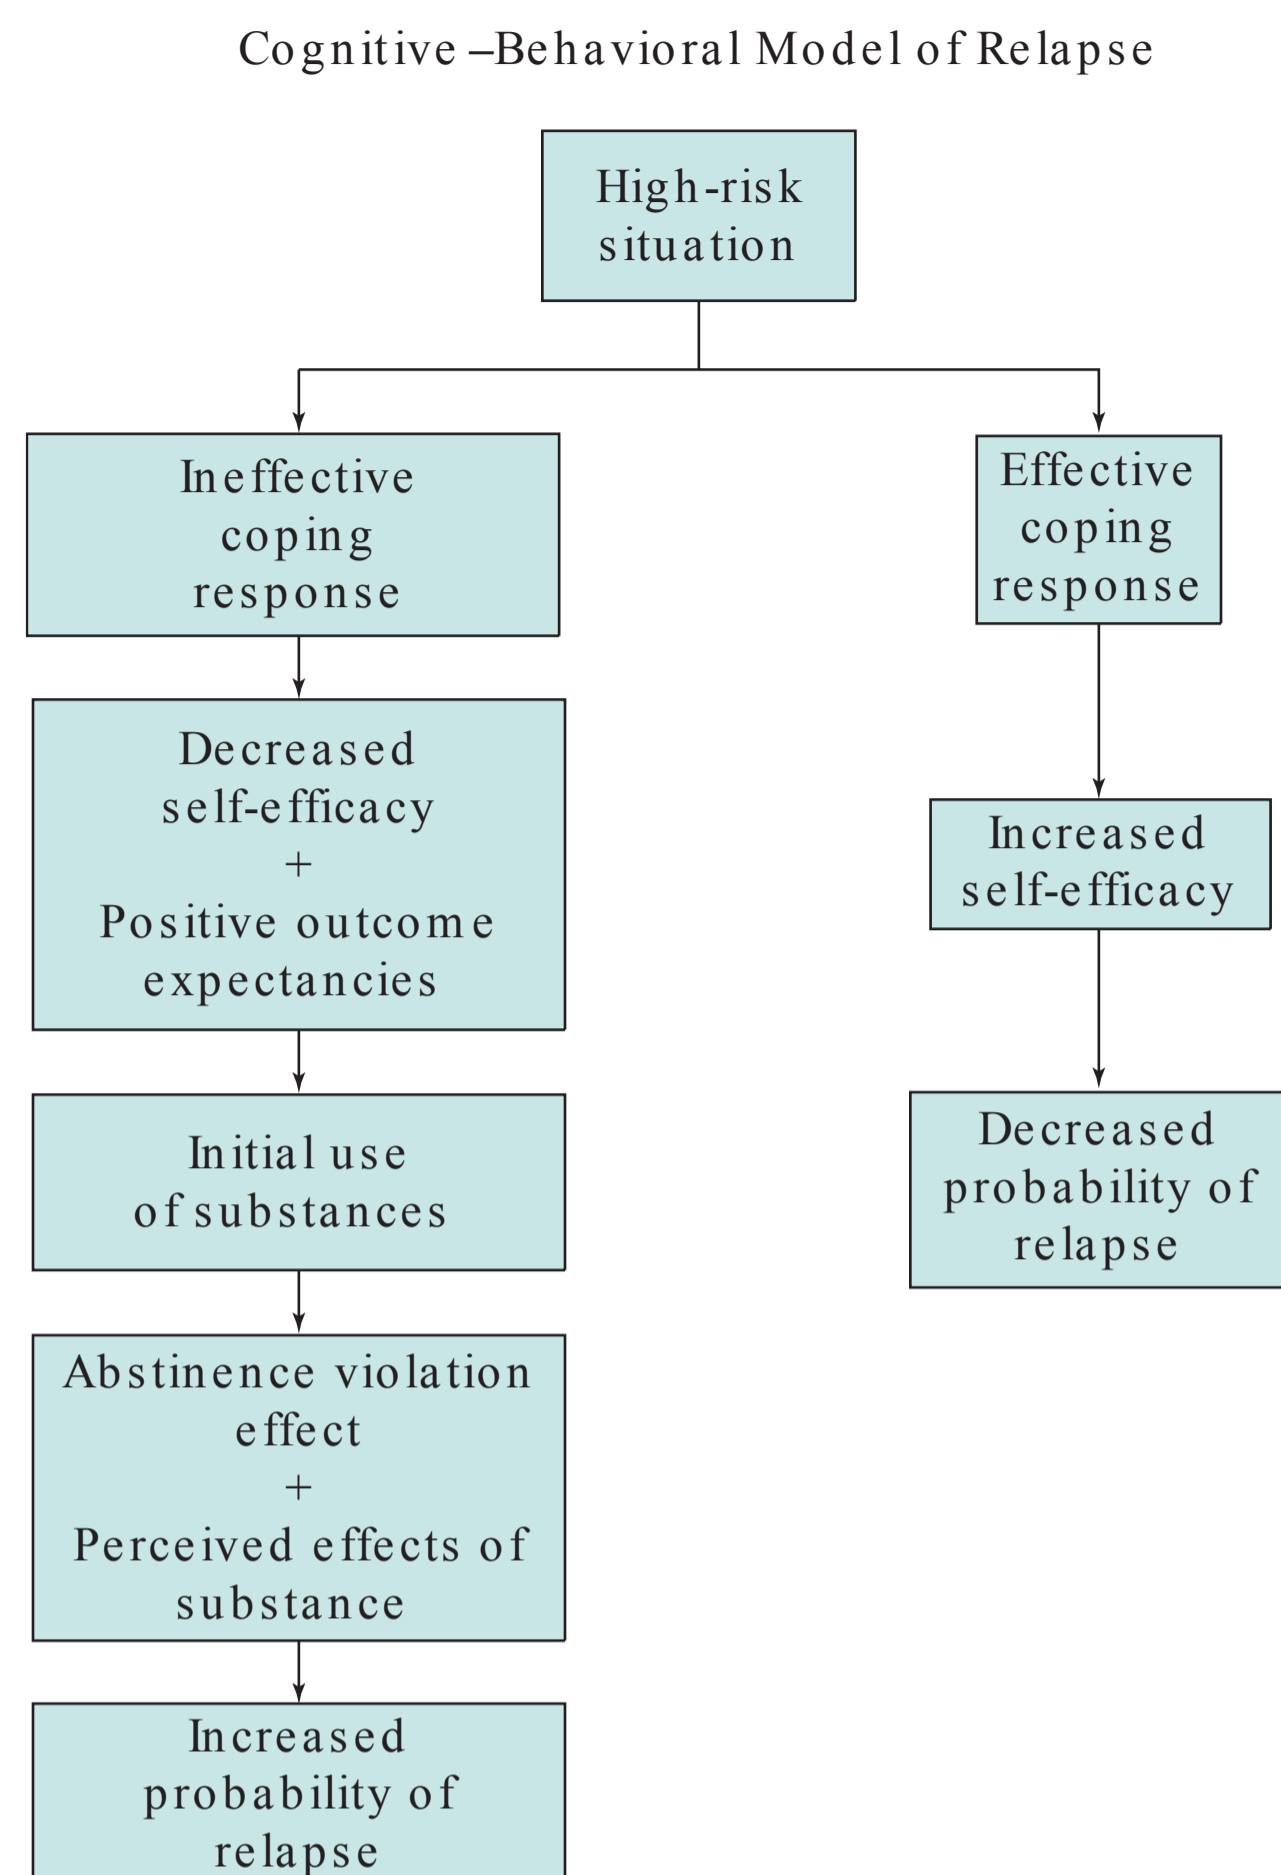 Cognitive –Behavioral Model of Relapse
High-risk
situation
Ineffective
coping
response
Effective
coping
response
Decreased
self-efficacy
+
Positive outcome
expectancies
Increased
self-efficacy
Initial use
of substances
Decreased
probability of
relapse
Abstinence violation
effect
+
Perceived effects of
substance
Increased
probability of
relapse